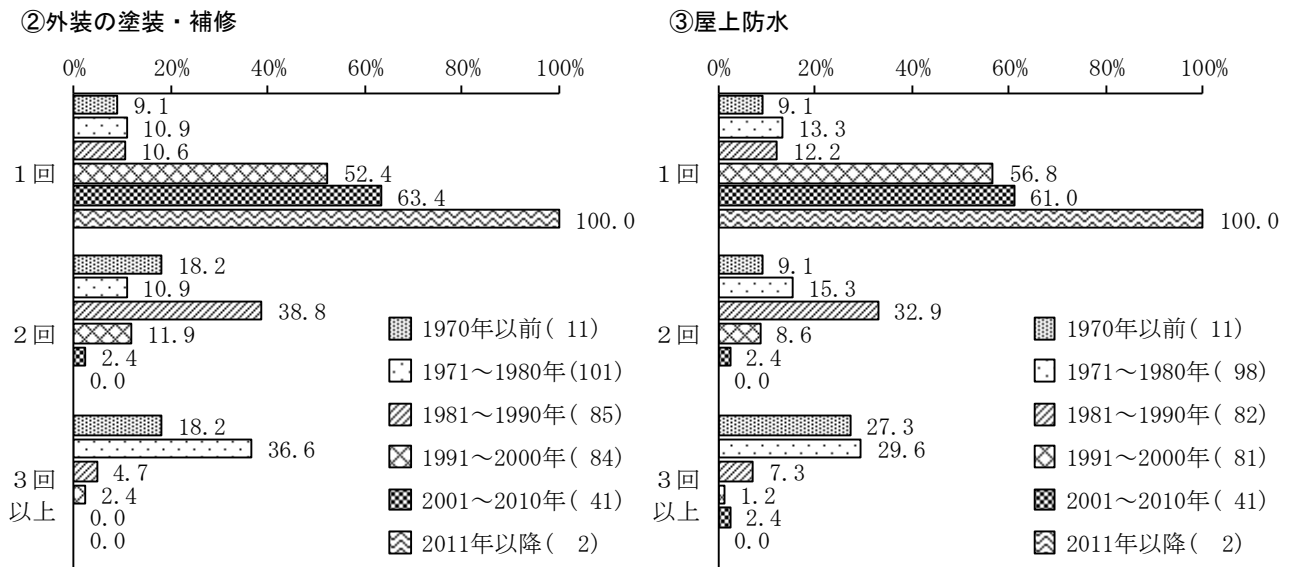 ②外装の塗装・補修
0% 20% 40% 60% 80% 100%
1回
9.1
10.9
10.6
52.4
63.4
100.0
2回
18.2
10.9
38.8
11.9
2.4
0.0
3回
以上
18.2
36.6
4.7
2.4
0.0
0.0
1970年以前( 11)
1971～1980年(101)
1981～1990年( 85)
1991～2000年( 84)
2001～2010年( 41)
2011年以降( 2)
③屋上防水
0% 20% 40% 60% 80% 100%
1回
9.1
13.3
12.2
56.8
61.0
100.0
2回
9.1
15.3
32.9
8.6
2.4
0.0
3回
以上
27.3
29.6
7.3
1.2
2.4
0.0
1970年以前( 11)
1971～1980年( 98)
1981～1990年( 82)
1991～2000年( 81)
2001～2010年( 41)
2011年以降( 2)